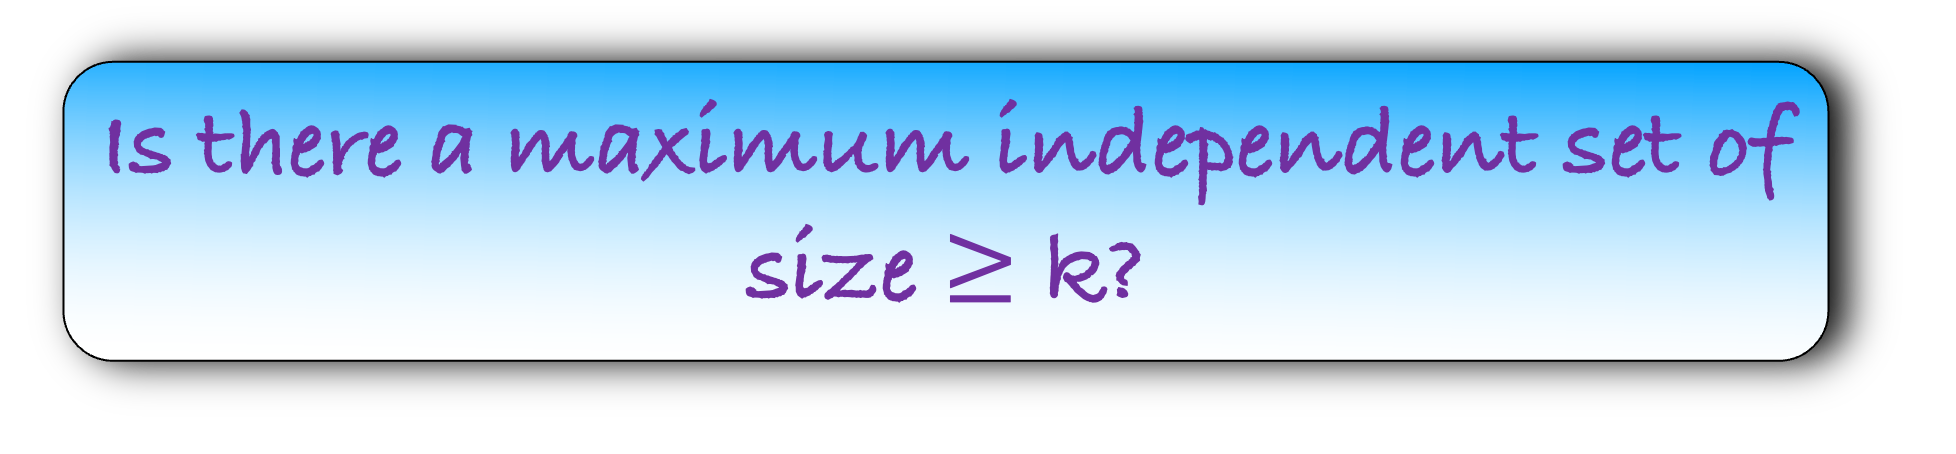 Is there a maximum independent set of
size ≥ k?